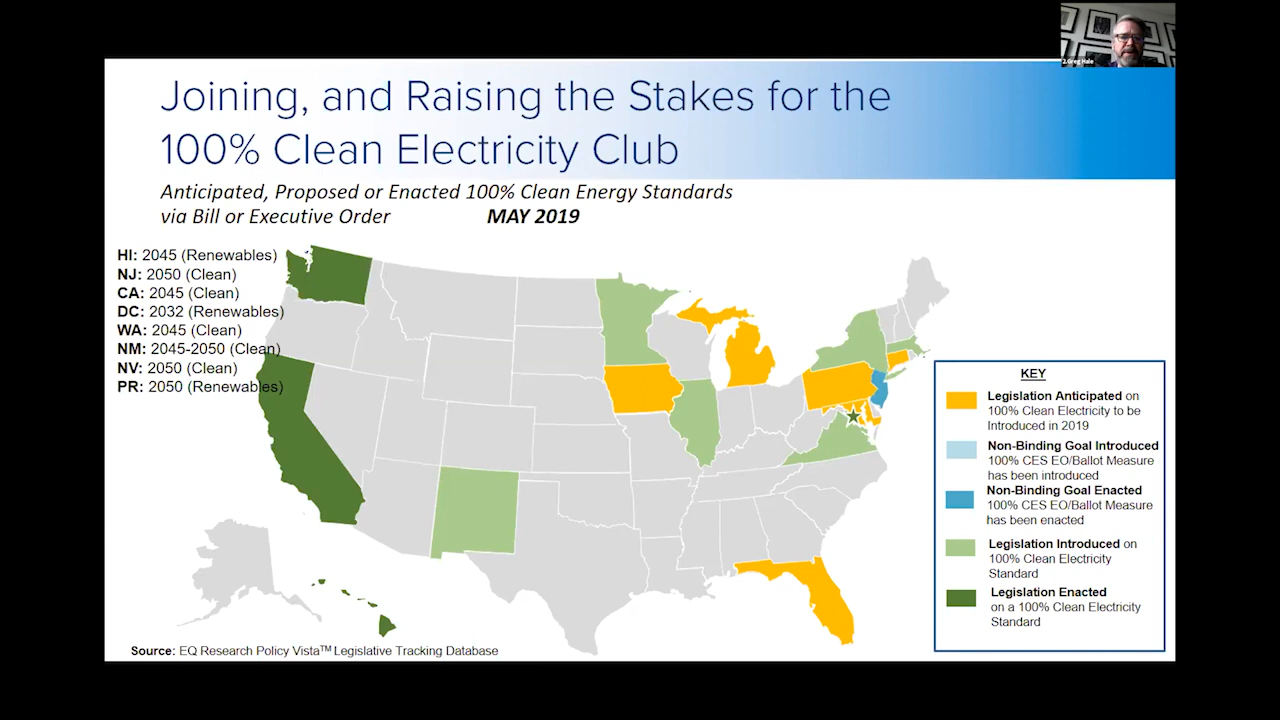 2.Greg Hale
Joining, and Raising the Stakes for the
100% Clean Electricity Club
Anticipated, Proposed or Enacted 100% Clean Energy Standards
via Bill or Executive Order MAY 2019
HI: 2045 (Renewables)
NJ: 2050 (Clean)
CA: 2045 (Clean)
DC: 2032 (Renewables)
WA: 2045 (Clean)
NM: 2045-2050 (Clean)
NV: 2050 (Clean)
PR: 2050 (Renewables)
KEY
Legislation Anticipated on
100% Clean Electricity to be
Introduced in 2019
Non-Binding Goal Introduced
100% CES EO/Ballot Measure
has been introduced
Non-Binding Goal Enacted
100% CES EO/Ballot Measure
has been enacted
Legislation Introduced on
100% Clean Electricity
Standard
Legislation Enacted
on a 100% Clean Electricity
Standard
Source: EQ Research Policy Vista™ Legislative Tracking Database